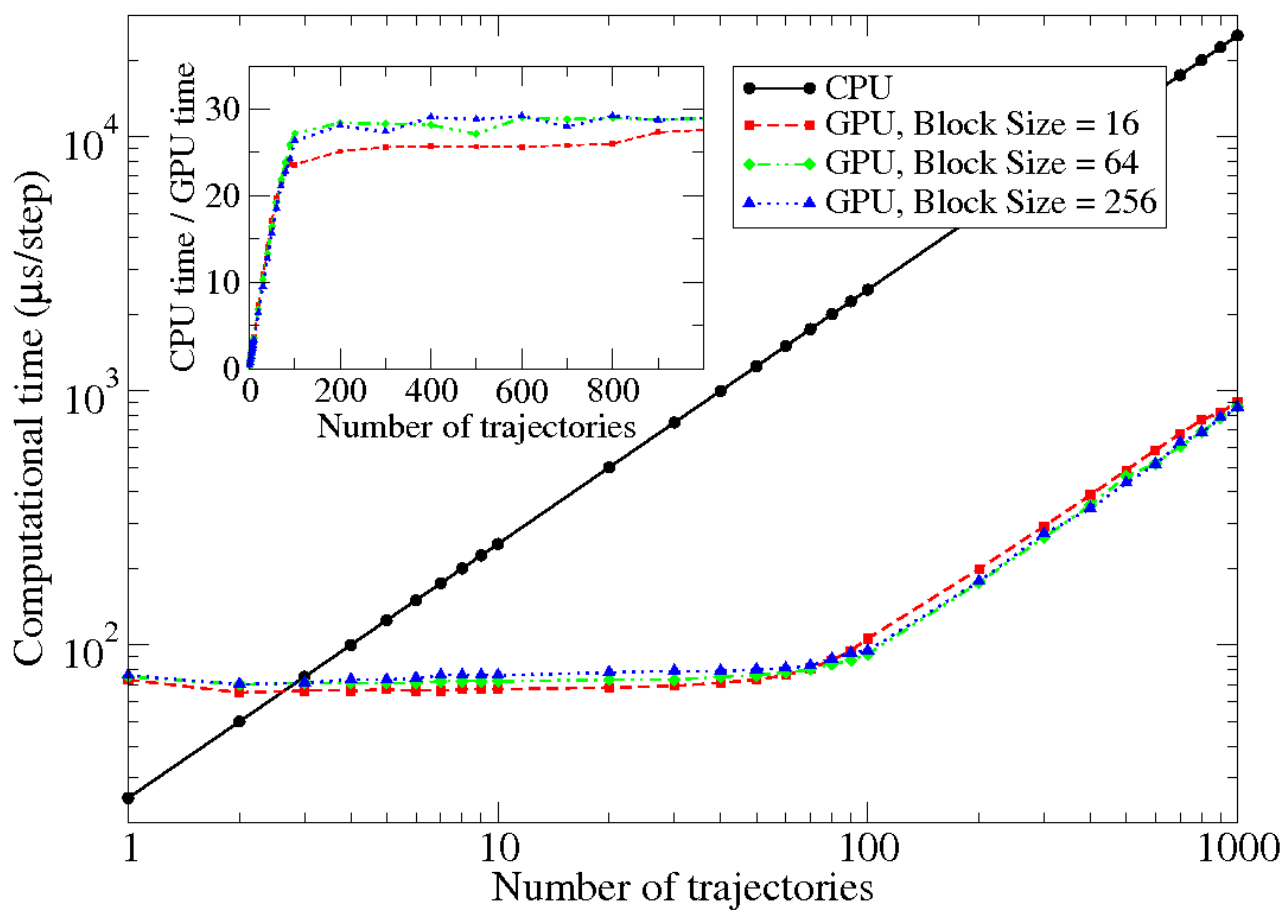 CPU
GPU, Block Size = 16
GPU, Block Size = 64
GPU, Block Size = 256
CPU time / GPU time
30
20
10
0
0 200 400 600 800
Number of trajectories
Computational time (μs/step)
10^4
10^3
10^2
1 10 100 1000
Number of trajectories